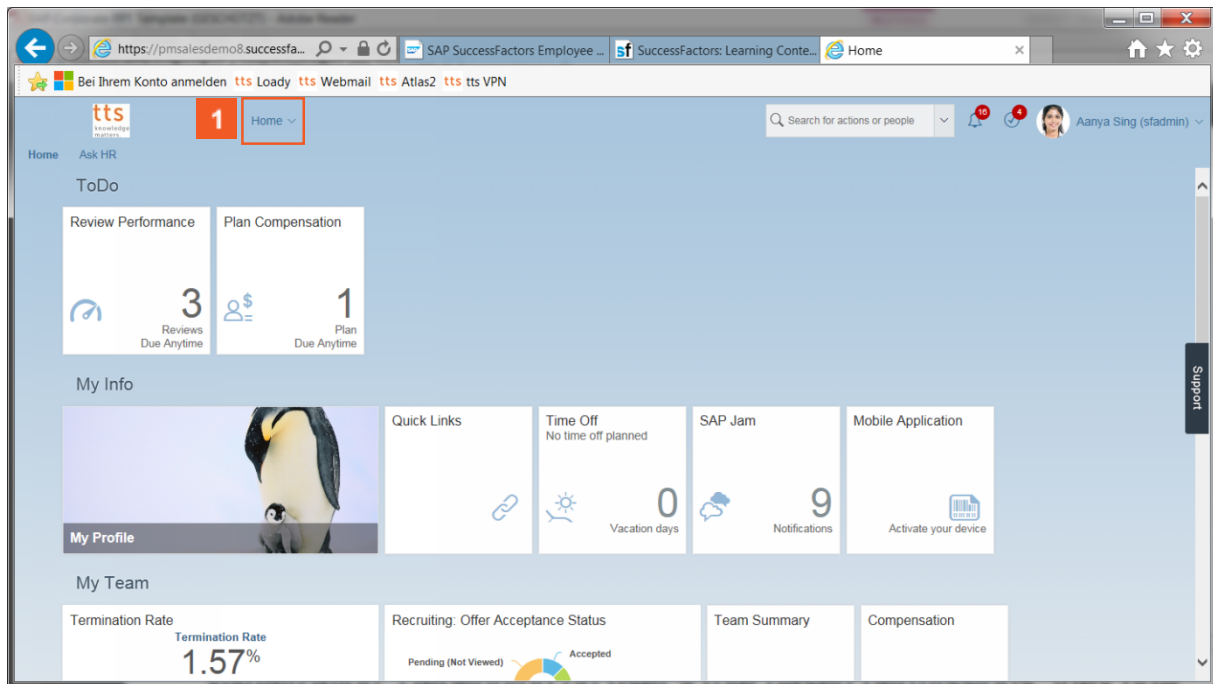 https://pmsalesdemo8.successfa...
SAP SuccessFactors Employee ...
SuccessFactors: Learning Conte...
Home
Bei Ihrem Konto anmelden
tts Loady
tts Webmail
tts Atlas2
tts tts VPN
tts
knowledge
matters.
1
Home
Search for actions or people
16
4
Aanya Sing (sfadmin)
Home
Ask HR
ToDo
Review Performance
3
Reviews
Due Anytime
Plan Compensation
1
Plan
Due Anytime
Support
My Info
My Profile
Quick Links
Time Off
No time off planned
0
Vacation days
SAP Jam
9
Notifications
Mobile Application
Activate your device
My Team
Termination Rate
Termination Rate
1.57%
Recruiting: Offer Acceptance Status
Pending (Not Viewed)
Accepted
Team Summary
Compensation